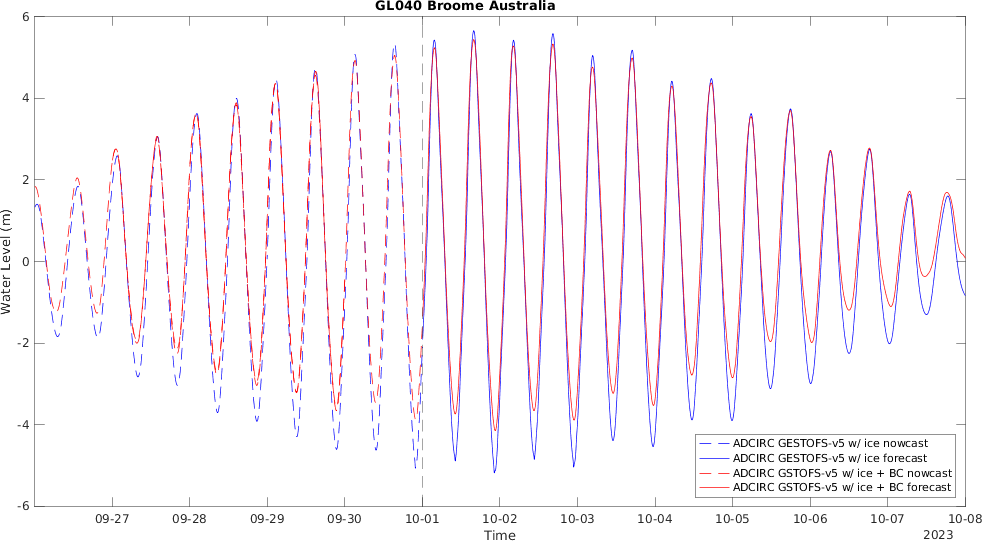 GL040 Broome Australia
6
4
2
0
-2
-4
-6
Water Level (m)
ADCIRC GESTOFS-v5 w/ ice nowcast
ADCIRC GESTOFS-v5 w/ ice forecast
ADCIRC GSTOFS-v5 w/ ice + BC nowcast
ADCIRC GSTOFS-v5 w/ ice + BC forecast
09-27 09-28 09-29 09-30 10-01 10-02 10-03 10-04 10-05 10-06 10-07 10-08
Time
2023